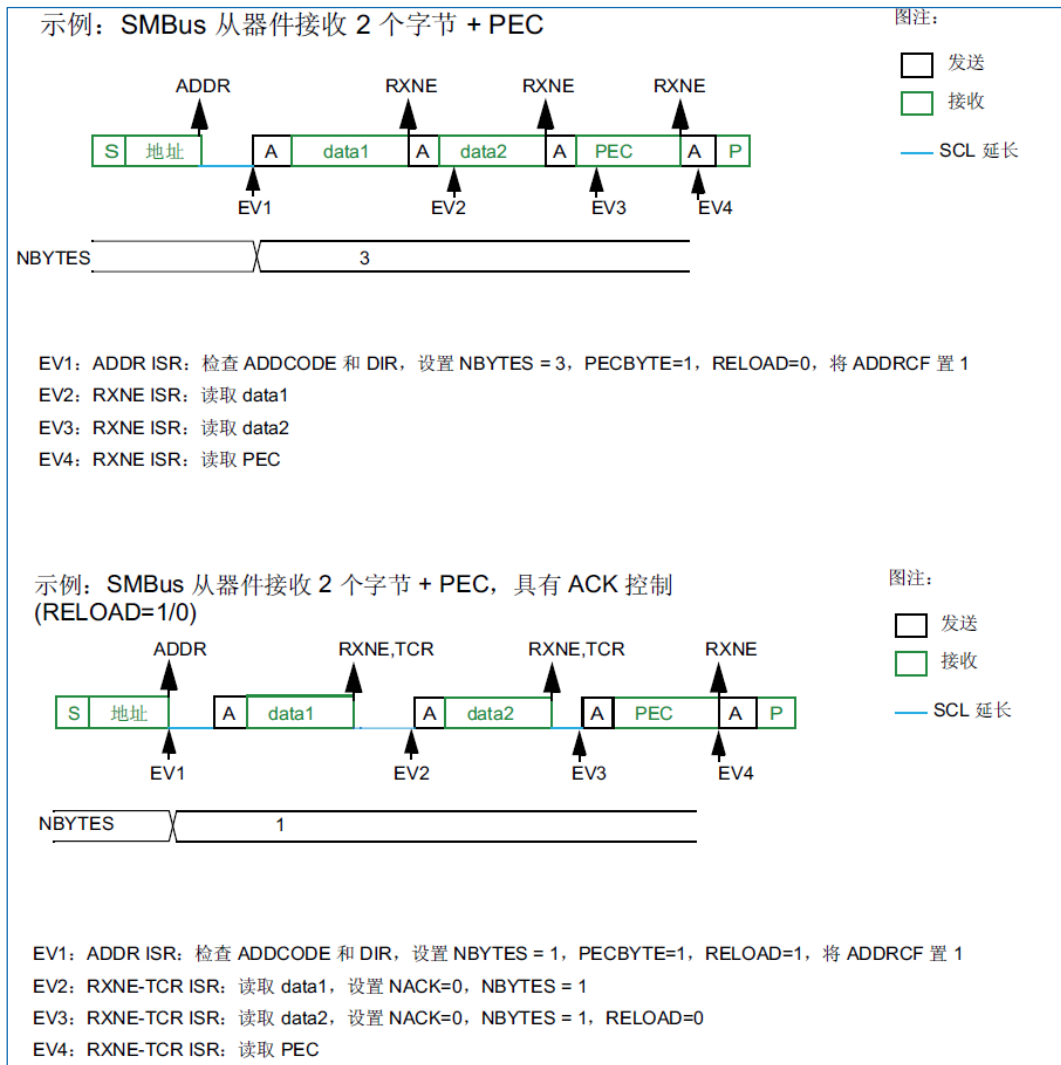 示例：SMBus 从器件接收 2 个字节 + PEC
图注：
发送
接收
SCL 延长
ADDR RXNE RXNE RXNE
S 地址 A data1 A data2 A PEC A P
EV1 EV2 EV3 EV4
NBYTES 3
EV1：ADDR ISR：检查 ADDCODE 和 DIR，设置 NBYTES = 3，PECBYTE=1，RELOAD=0，将 ADDRCF 置 1
EV2：RXNE ISR：读取 data1
EV3：RXNE ISR：读取 data2
EV4：RXNE ISR：读取 PEC
示例：SMBus 从器件接收 2 个字节 + PEC，具有 ACK 控制
(RELOAD=1/0)
图注：
发送
接收
SCL 延长
ADDR RXNE,TCR RXNE,TCR RXNE
S 地址 A data1 A data2 A PEC A P
EV1 EV2 EV3 EV4
NBYTES 1
EV1：ADDR ISR：检查 ADDCODE 和 DIR，设置 NBYTES = 1，PECBYTE=1，RELOAD=1，将 ADDRCF 置 1
EV2：RXNE-TCR ISR：读取 data1，设置 NACK=0，NBYTES = 1
EV3：RXNE-TCR ISR：读取 data2，设置 NACK=0，NBYTES = 1，RELOAD=0
EV4：RXNE-TCR ISR：读取 PEC